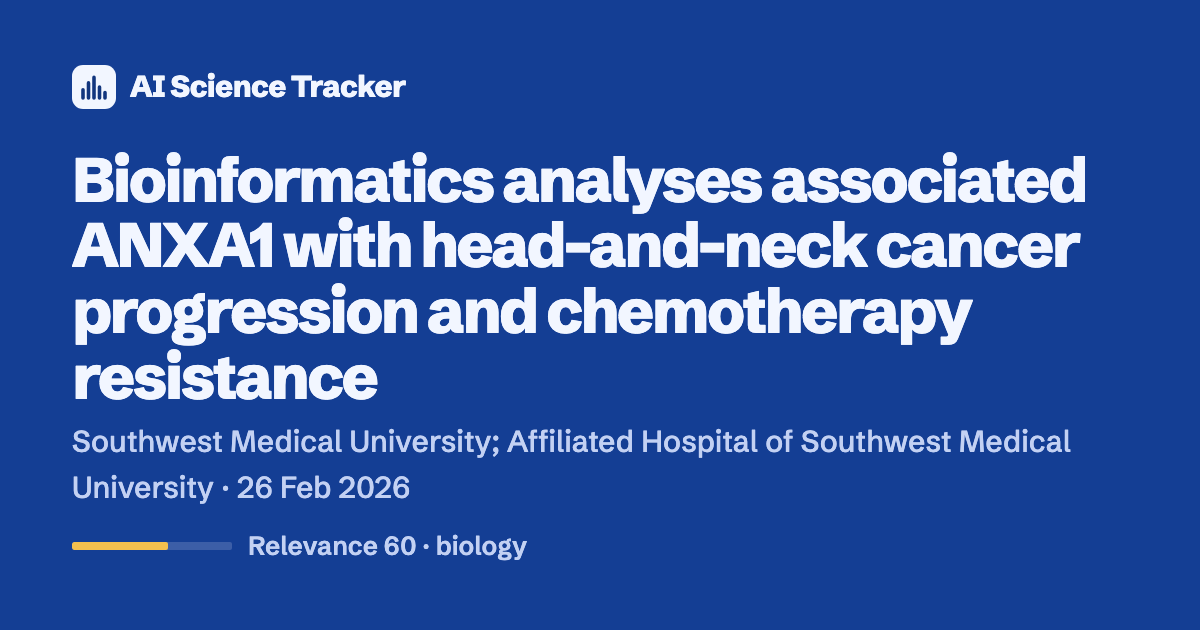 AI Science Tracker
Bioinformatics analyses associated
ANXA1 with head-and-neck cancer
progression and chemotherapy
resistance
Southwest Medical University; Affiliated Hospital of Southwest Medical
University · 26 Feb 2026
Relevance 60 · biology